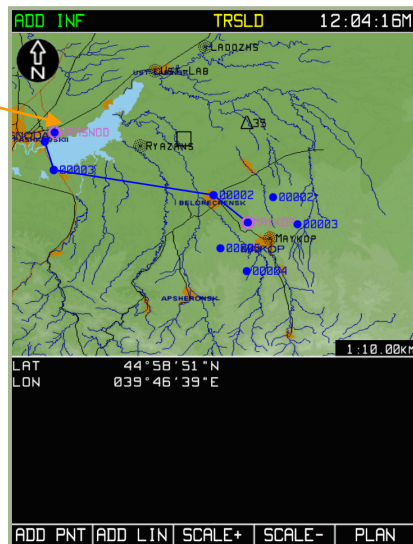 ADD INF TRSLD 12:04:16M
LADOZHS
UST-LAB
N
35
RYAZANS
00003
00002
00002
BELORECHENSK
00003
MAYKOP
00004
APSHERONSK
1:10.00KM
LAT 44°58'51"N
LON 039°46'39"E
ADD PNT ADD LIN SCALE+ SCALE- PLAN